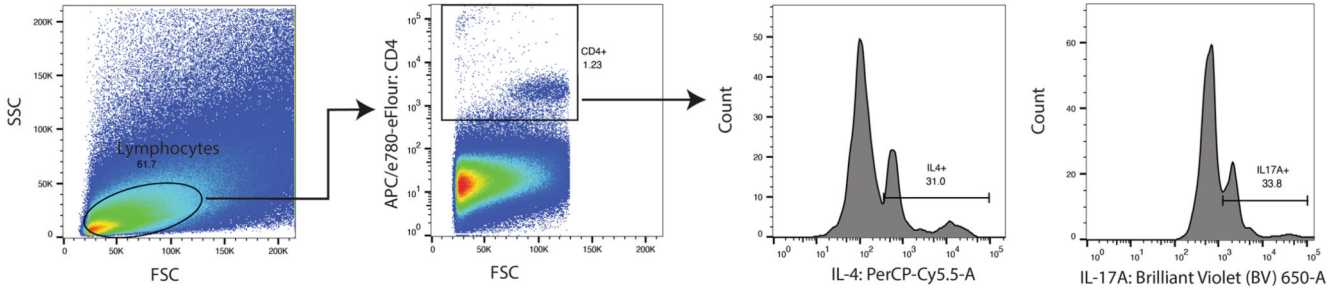 SSC
200K
150K
100K
50K
0
Lymphocytes
61.7
0
50K
100K
150K
200K
FSC
APC/e780-eFlour: CD4
10^5
10^4
10^3
10^2
10^1
10^0
CD4+
1.23
0
50K
100K
150K
200K
FSC
Count
50
40
30
20
10
0
IL4+
31.0
10^0
10^1
10^2
10^3
10^4
10^5
IL-4: PerCP-Cy5.5-A
Count
60
40
20
0
IL17A+
33.8
10^0
10^1
10^2
10^3
10^4
10^5
IL-17A: Brilliant Violet (BV) 650-A